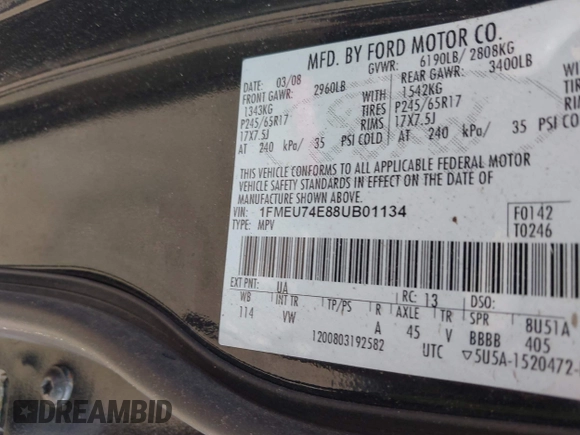 MFD. BY FORD MOTOR CO.
DATE: 03/08 GVWR: 6190LB/ 2808KG
FRONT GAWR: 2960LB REAR GAWR: 3400LB
1343KG WITH 1542KG WI
P245/65R17 TIRES P245/65R17 TIRE
17X7.5J RIMS 17X7.5J RIMS
AT 240 kPa/ 35 PSI COLD AT 240 kPa/ 35 PSI COL
THIS VEHICLE CONFORMS TO ALL APPLICABLE FEDERAL MOTOR
VEHICLE SAFETY STANDARDS IN EFFECT ON THE DATE OF
MANUFACTURE SHOWN ABOVE.
VIN: 1FMEU74E88UB01134 F0142
TYPE: MPV T0246
EXT PNT: UA RC: 13 DSO:
WB INT TR TP/PS R AXLE TR SPR 8U51A
114 VW A 45 V BBBB 405
1200803192582 UTC ▽5U5A-1520472-
DREAMBID